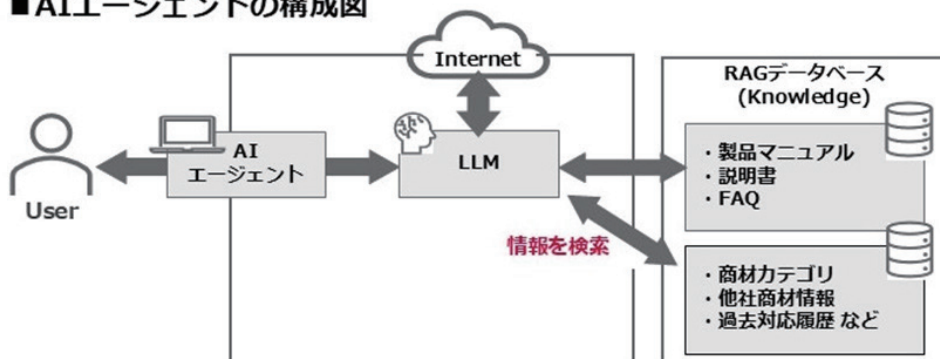 ■AIエージェントの構成図
Internet
RAGデータベース
(Knowledge)
AI
エージェント
LLM
・製品マニュアル
・説明書
・FAQ
User
情報を検索
・商材カテゴリ
・他社商材情報
・過去対応履歴 など